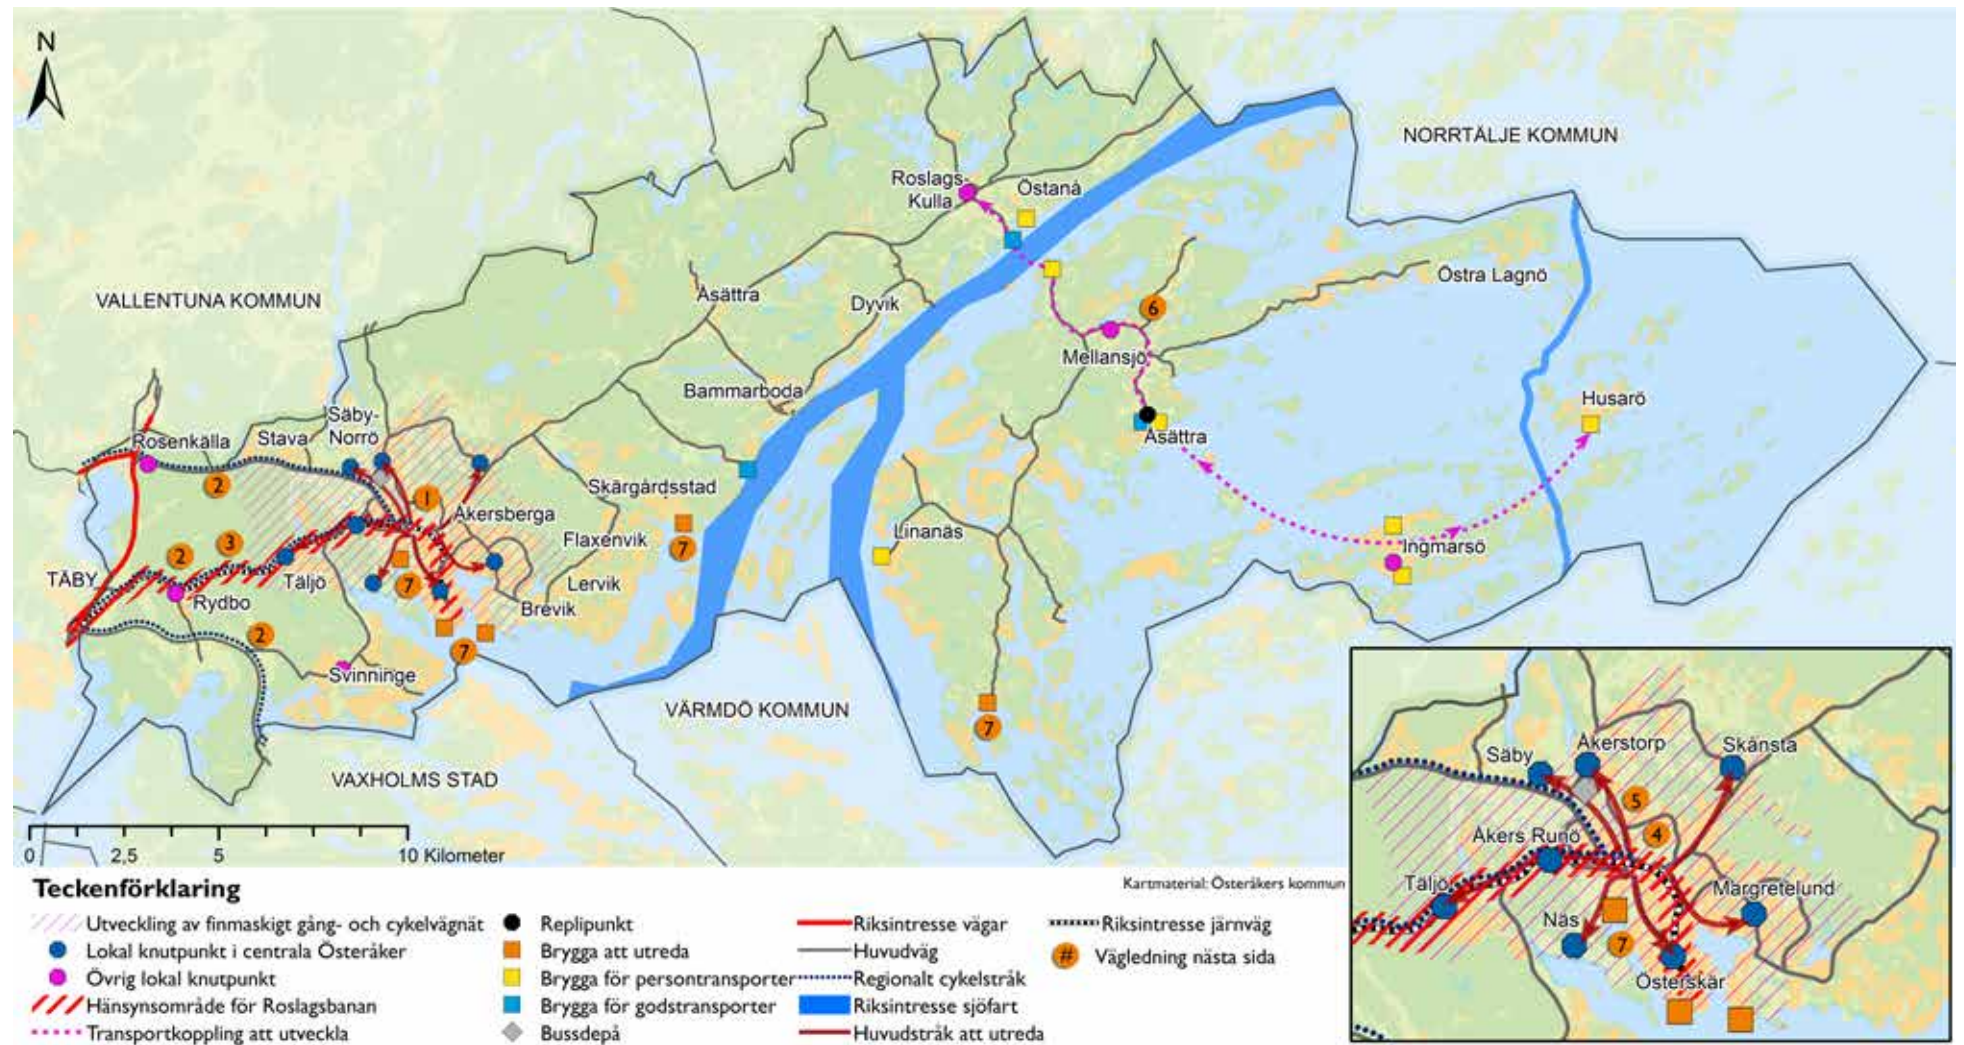 N
NORRTÄLJE KOMMUN
Roslags-
Kulla
Östanå
VALLENTUNA KOMMUN
Åsättra
Dyvik
Östra Lagnö
6
Mellansjö
Bammarboda
Husarö
Säby-
Norrö
Rosenkälla
Stava
Åsättra
2
1
Skärgårdsstad
Åkersberga
Linanäs
Flaxenvik
7
Ingmarsö
2
3
TÄBY
Täljö
7
Lervik
Rydbo
Brevik
2
7
Svinninge
VÄRMDÖ KOMMUN
7
VAXHOLMS STAD
Säby
Åkerstorp
Skånsta
5
4
Åkers Runö
Täljö
Margretelund
Näs
7
Österskär
0
2,5
5
10 Kilometer
Kartmaterial: Österåkers kommun
Teckenförklaring
Utveckling av finmaskigt gång- och cykelvägnät
Lokal knutpunkt i centrala Österåker
Övrig lokal knutpunkt
Hänsynsområde för Roslagsbanan
Transportkoppling att utveckla
Replipunkt
Brygga att utreda
Brygga för persontransporter
Brygga för godstransporter
Bussdepå
Riksintresse vägar
Huvudväg
Regionalt cykelstråk
Riksintresse sjöfart
Huvudstråk att utreda
Riksintresse järnväg
# Vägledning nästa sida